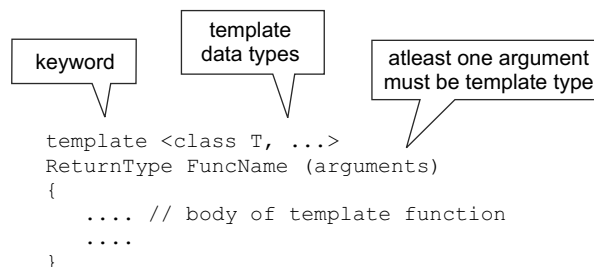 keyword
template
data types
atleast one argument
must be template type
template <class T, ...>
ReturnType FuncName (arguments)
{
.... // body of template function
....
}